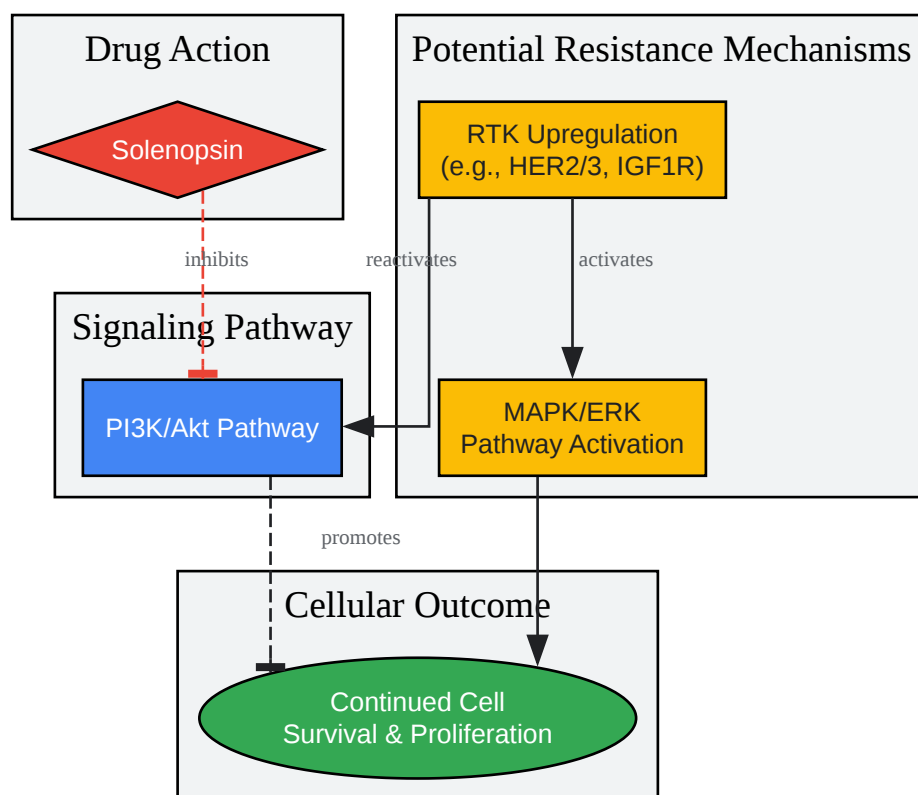 Drug Action
Solenopsin
Potential Resistance Mechanisms
RTK Upregulation
(e.g., HER2/3, IGF1R)
inhibits
reactivates
activates
Signaling Pathway
PI3K/Akt Pathway
MAPK/ERK
Pathway Activation
promotes
Cellular Outcome
Continued Cell
Survival & Proliferation